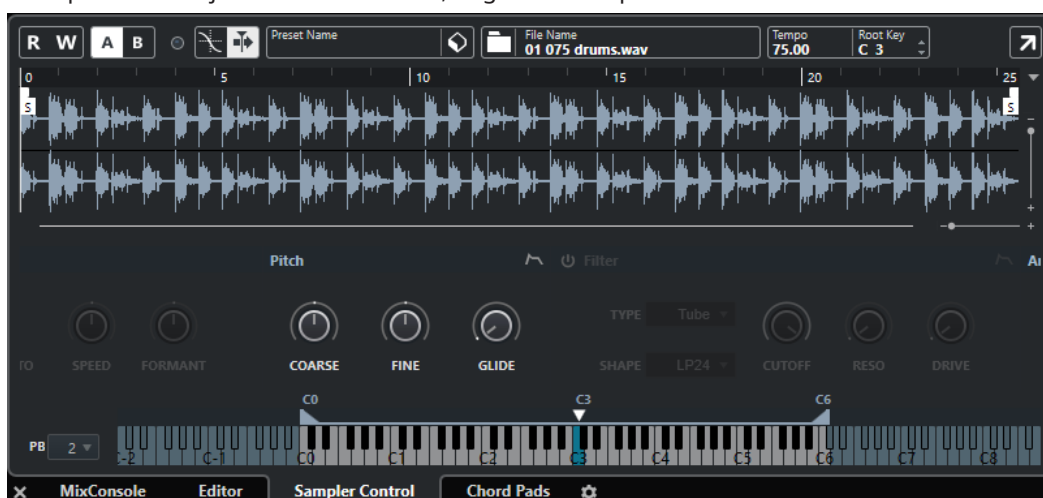 R W A B Preset Name File Name 01 075 drums.wav Tempo 75.00 Root Key C 3
0 5 10 15 20 25
S S
Pitch Filter
TYPE Tube
SPEED FORMANT COARSE FINE GLIDE SHAPE LP24 CUTOFF RESO DRIVE
C0 C3 C6
PB 2
C-1 C0 C1 C2 C3 C4 C5 C6 C7 C8
MixConsole Editor Sampler Control Chord Pads